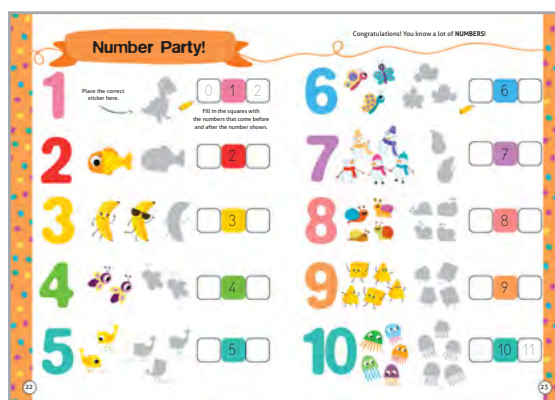 Number Party!
Congratulations! You know a lot of NUMBERS!
1
Place the correct
sticker here.
0 1 2
Fill in the squares with
the numbers that come before
and after the number shown.
2
2
3
3
4
4
5
5
22
6
6
7
7
8
8
9
9
10
10 11
23